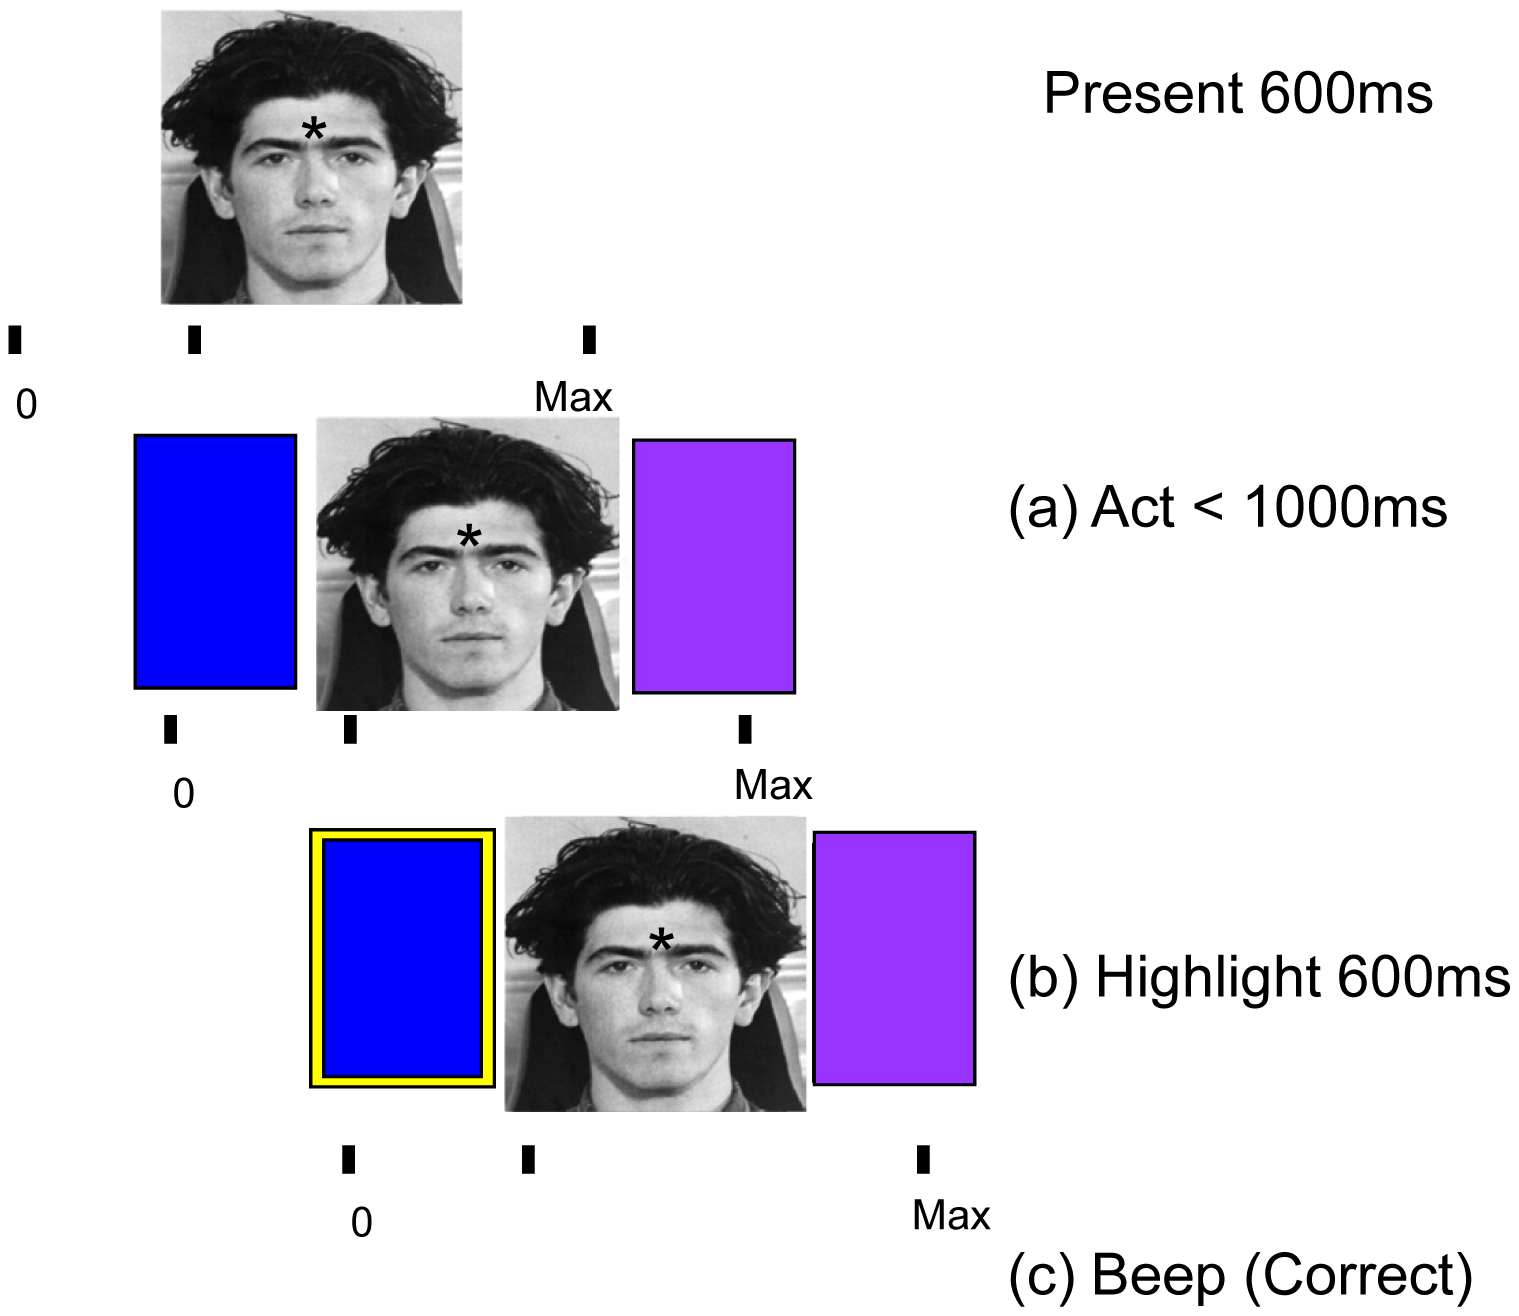 Present 600ms
*
0
Max
(a) Act < 1000ms
*
0
Max
(b) Highlight 600ms
*
0
Max
(c) Beep (Correct)